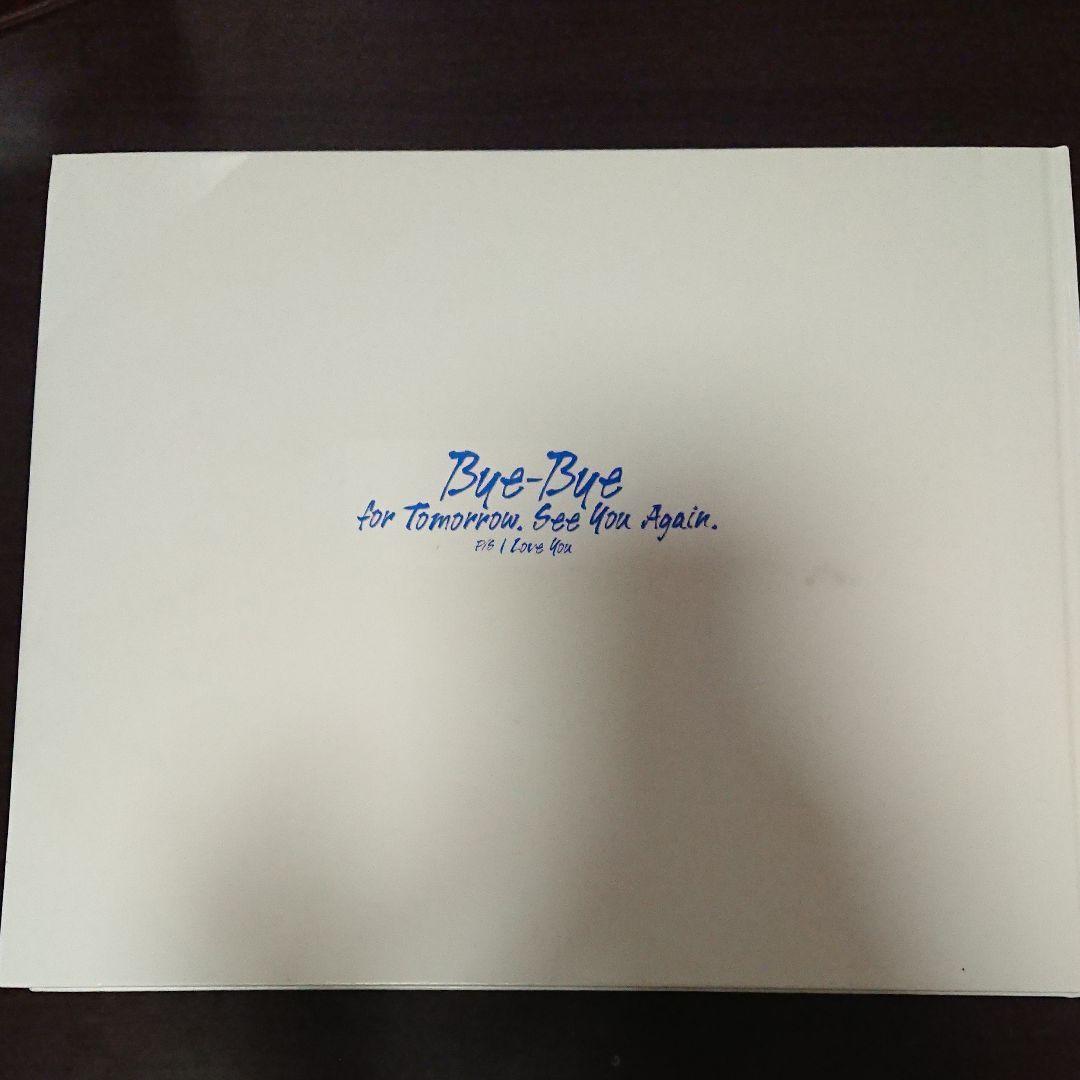 Bye-Bye
for Tomorrow. See You Again.
P/S I Love You